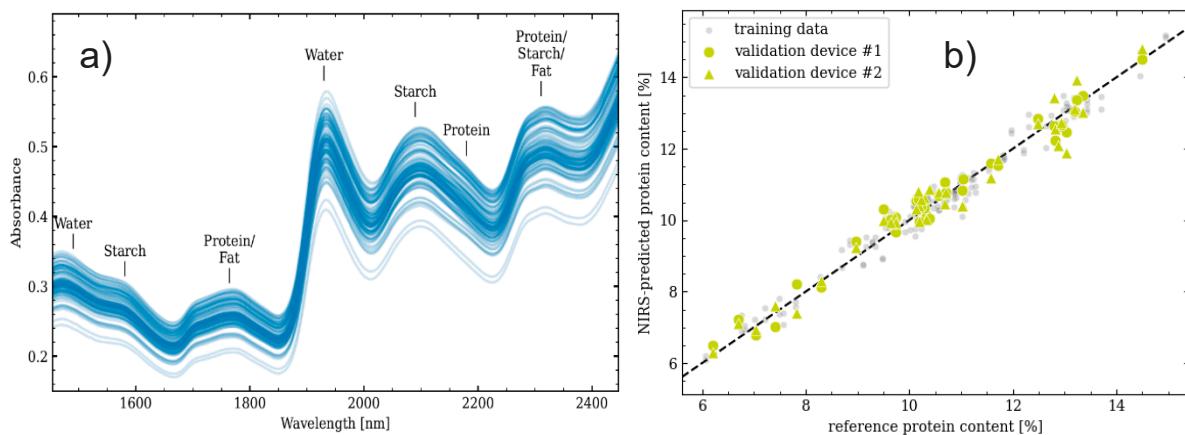 a)
0.6
0.5
0.4
0.3
0.2
Absorbance
Water
Starch
Protein/
Fat
Water
Starch
Protein
Protein/
Starch/
Fat
1600
1800
2000
2200
2400
Wavelength [nm]
b)
training data
validation device #1
validation device #2
14
12
10
8
6
NIRS-predicted protein content [%]
6
8
10
12
14
reference protein content [%]